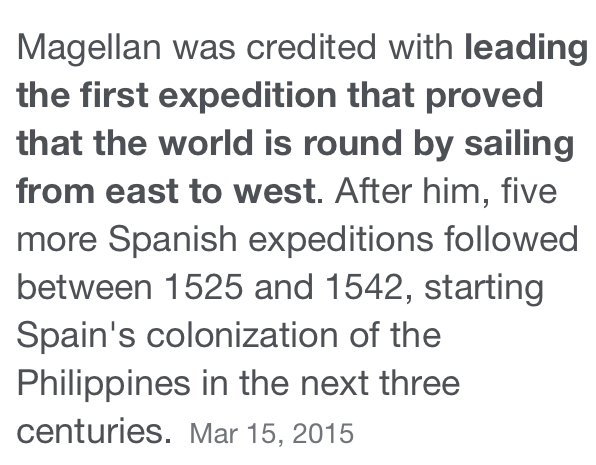 Magellan was credited with leading
the first expedition that proved
that the world is round by sailing
from east to west. After him, five
more Spanish expeditions followed
between 1525 and 1542, starting
Spain's colonization of the
Philippines in the next three
centuries. Mar 15, 2015